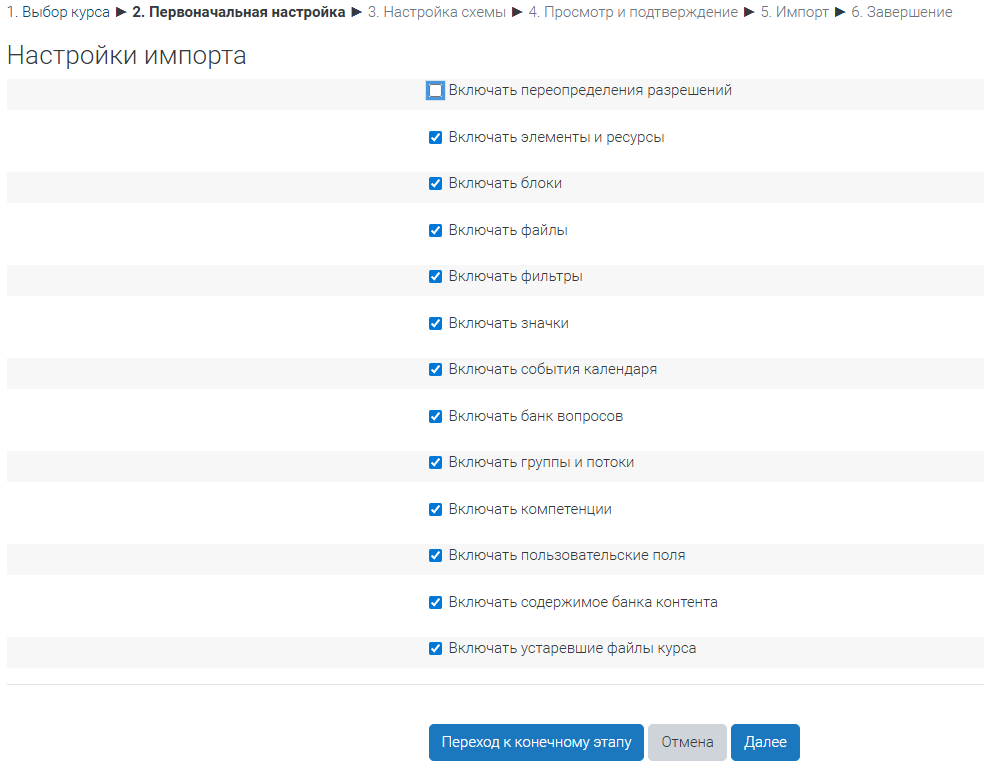 1. Выбор курса ► 2. Первоначальная настройка ► 3. Настройка схемы ► 4. Просмотр и подтверждение ► 5. Импорт ► 6. Завершение
Настройки импорта
Включать переопределения разрешений
Включать элементы и ресурсы
Включать блоки
Включать файлы
Включать фильтры
Включать значки
Включать события календаря
Включать банк вопросов
Включать группы и потоки
Включать компетенции
Включать пользовательские поля
Включать содержимое банка контента
Включать устаревшие файлы курса
Переход к конечному этапу Отмена Далее